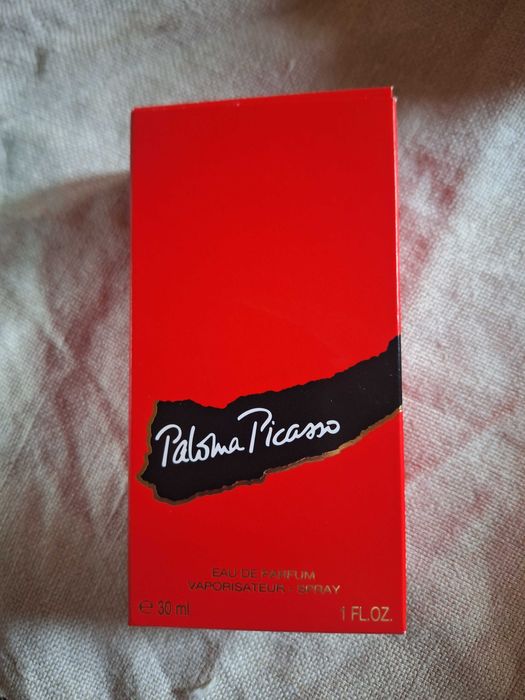 Paloma Picasso
EAU DE PARFUM
VAPORISATEUR - SPRAY
℮ 30 ml 1 FL.OZ.